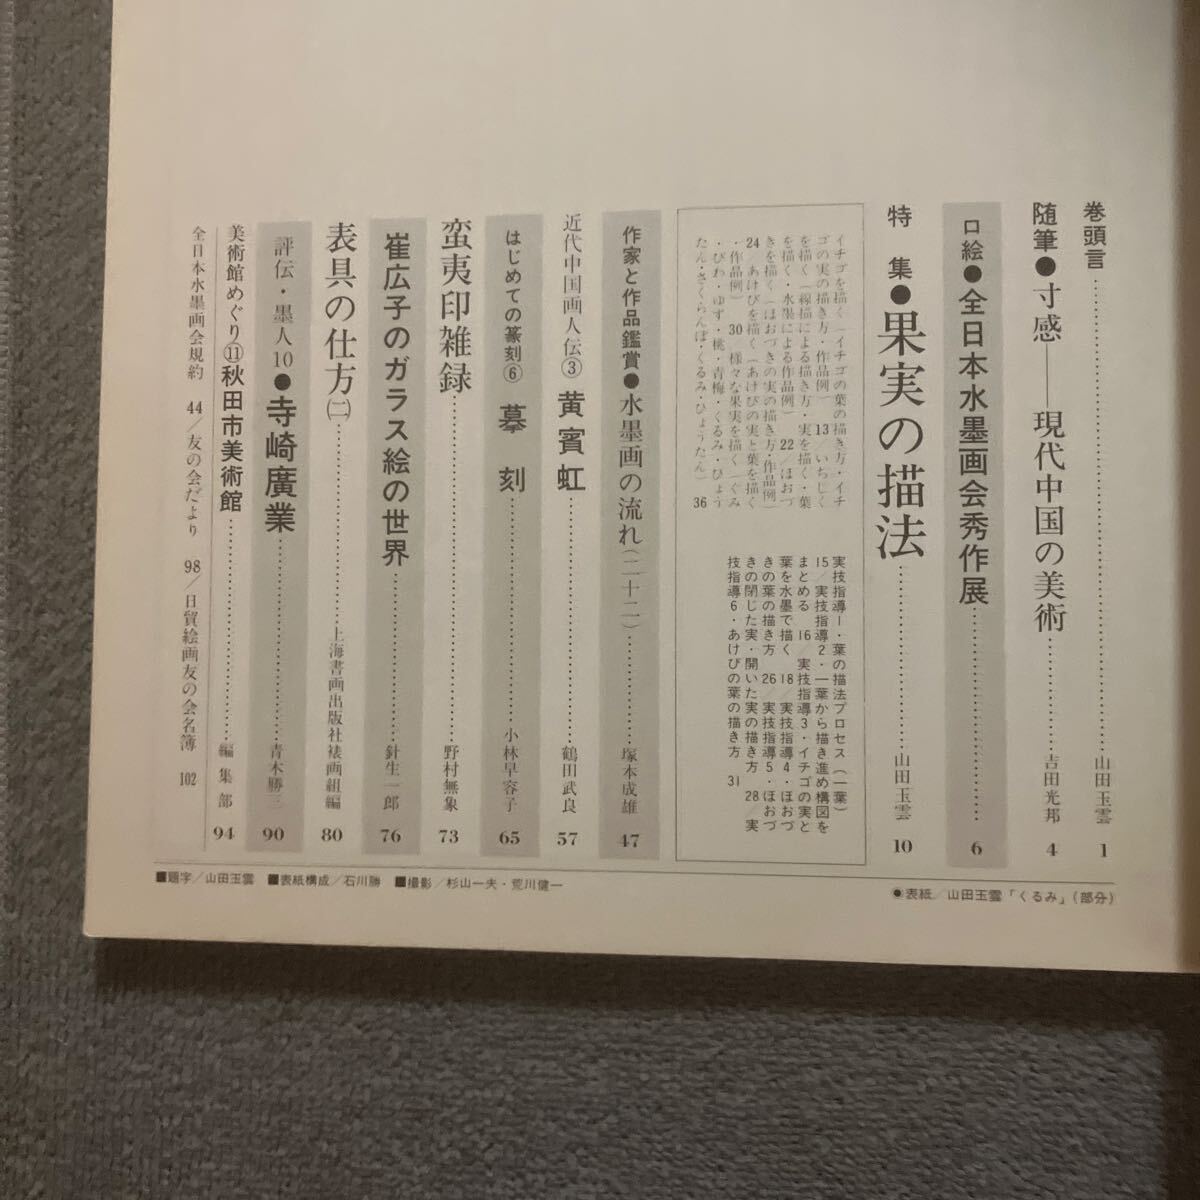 巻頭言……………山田玉雲 1
随筆●寸感──現代中国の美術……………吉田光邦 4
口絵●全日本水墨画会秀作展……………6
特集●果実の描法……………山田玉雲 10
イチゴを描く(イチゴの葉の描き方・イチ
ゴの実の描き方・作品例) 13/いちじく
を描く(線描による描き方・実を描く・葉
を描く・水墨による作品例) 22/ほおづ
きを描く(ほおづきの実の描き方・作品例)
24/あけびを描く(あけびの実と葉を描く
・作品例) 30/様々な果実を描く(ぐみ
・びわ・ゆず・桃・青梅・くるみ・ひょう
たん・さくらんぼ・くるみ・ひょうたん) 36
実技指導1・葉の描法プロセス(一葉)
15/実技指導2・一葉から描き進め構図を
まとめる 16/実技指導3・イチゴの実と
葉を水墨で描く 18/実技指導4・ほおづ
きの葉の描き方 26/実技指導5・ほおづ
きの閉じた実・開いた実の描き方 28/実
技指導6・あけびの葉の描き方 31
作家と作品鑑賞●水墨画の流れ(二十二)……………塚本成雄 47
近代中国画人伝③黄賓虹……………鶴田武良 57
はじめての篆刻⑥摹刻……………小林早容子 65
蛮夷印雑録……………野村無象 73
崔広子のガラス絵の世界……………針生一郎 76
表具の仕方(二)……………上海書画出版社裱画組編 80
評伝・墨人10●寺崎廣業……………青木勝三 90
美術館めぐり⑪秋田市美術館……………編集部 94
全日本水墨画会規約 44/友の会だより 98/日貿絵画友の会名簿 102
●表紙/山田玉雲「くるみ」(部分)
■題字/山田玉雲 ■表紙構成/石川勝 ■撮影/杉山一夫・荒川健一